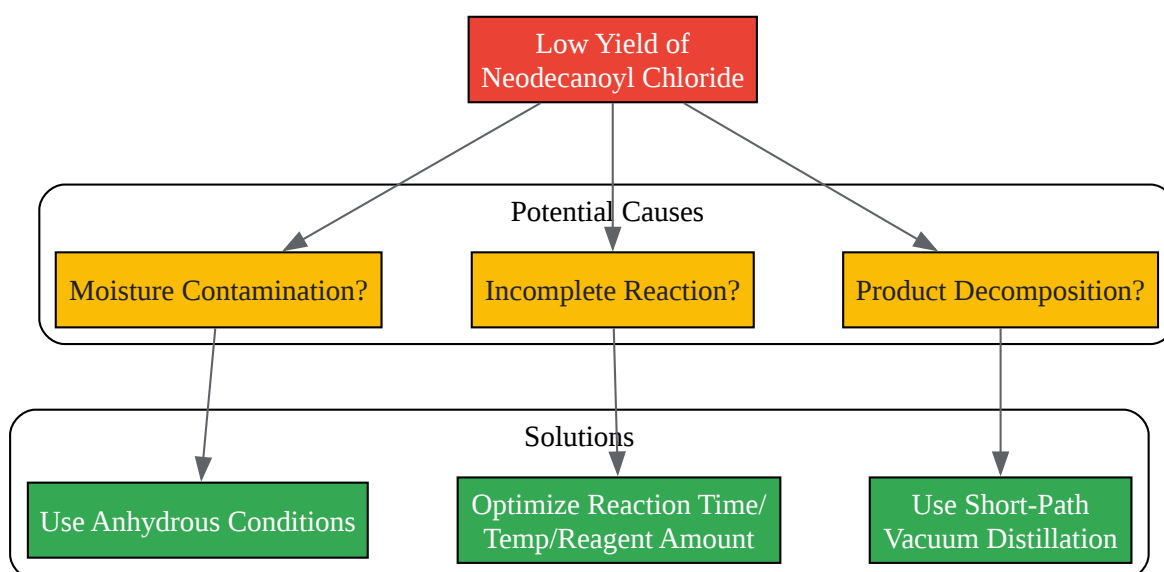 Low Yield of
Neodecanoyl Chloride
Potential Causes
Moisture Contamination?
Incomplete Reaction?
Product Decomposition?
Solutions
Use Anhydrous Conditions
Optimize Reaction Time/
Temp/Reagent Amount
Use Short-Path
Vacuum Distillation